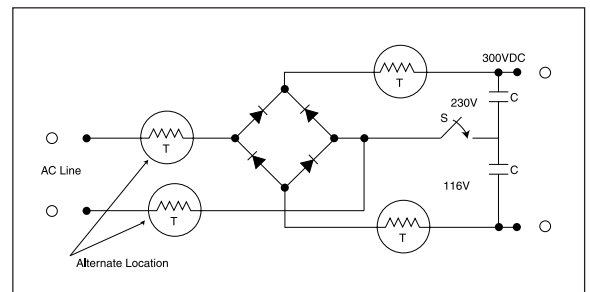 300VDC
T
C
230V
S
T
AC Line
C
116V
T
T
Alternate Location